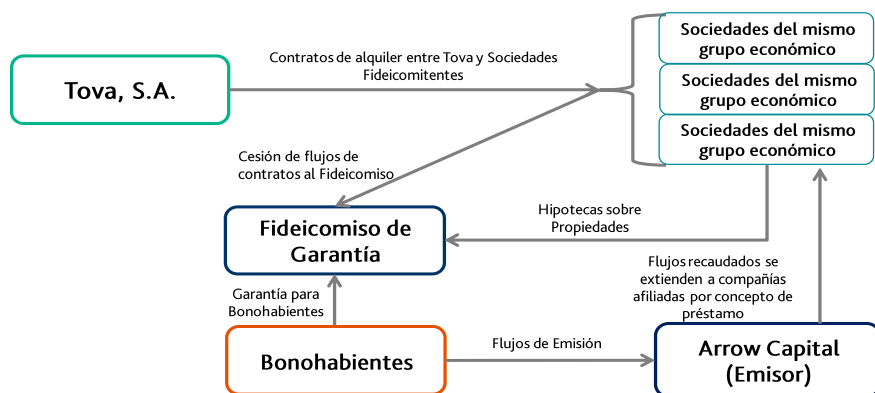 Sociedades del mismo
grupo económico
Contratos de alquiler entre Tova y Sociedades
Fideicomitentes
Tova, S.A.
Sociedades del mismo
grupo económico
Sociedades del mismo
grupo económico
Cesión de flujos de
contratos al Fideicomiso
Fideicomiso de
Garantía
Hipotecas sobre
Propiedades
Flujos recaudados se
extienden a compañías
afiliadas por concepto de
préstamo
Garantía para
Bonohabientes
Bonohabientes
Flujos de Emisión
Arrow Capital
(Emisor)